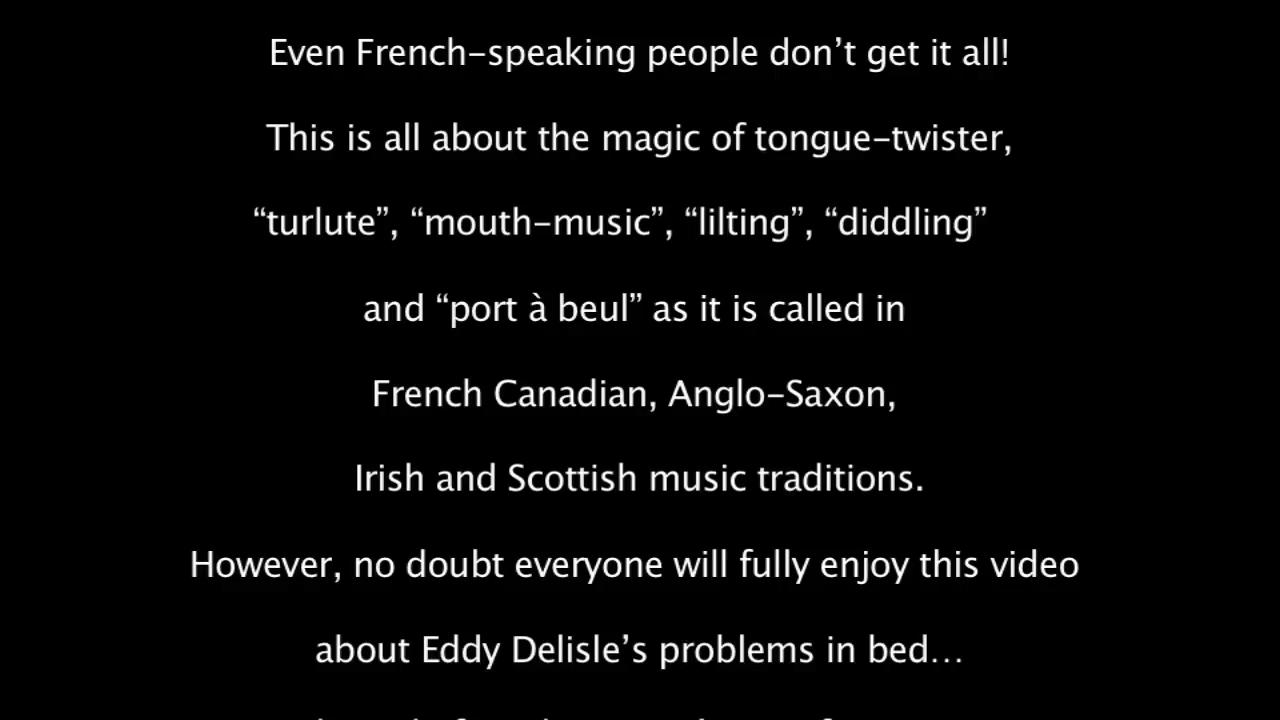 Even French-speaking people don’t get it all!
This is all about the magic of tongue-twister,
“turlute”, “mouth-music”, “lilting”, “diddling”
and “port à beul” as it is called in
French Canadian, Anglo-Saxon,
Irish and Scottish music traditions.
However, no doubt everyone will fully enjoy this video
about Eddy Delisle’s problems in bed…